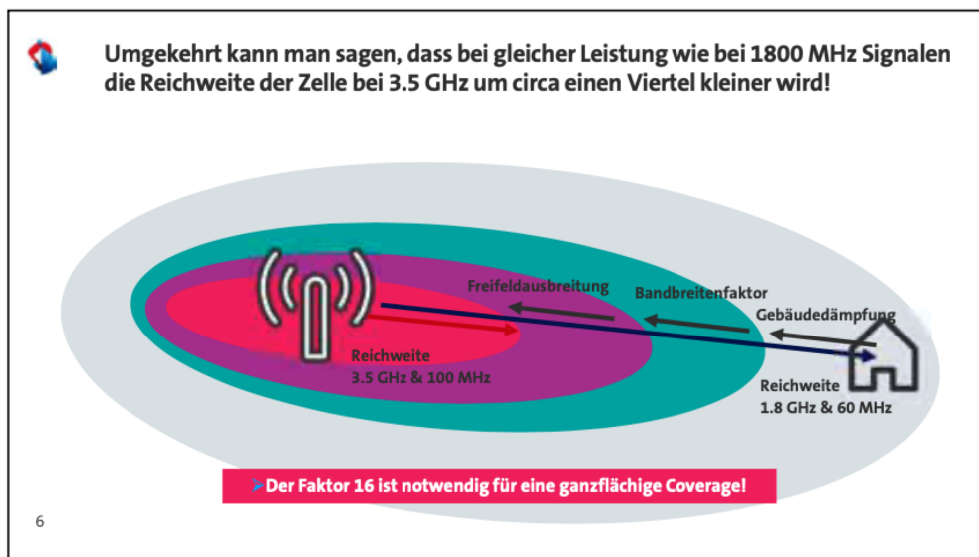 Umgekehrt kann man sagen, dass bei gleicher Leistung wie bei 1800 MHz Signalen
die Reichweite der Zelle bei 3.5 GHz um circa einen Viertel kleiner wird!
Freifeldausbreitung
Bandbreitenfaktor
Gebäudedämpfung
Reichweite
3.5 GHz & 100 MHz
Reichweite
1.8 GHz & 60 MHz
Der Faktor 16 ist notwendig für eine ganzflächige Coverage!
6